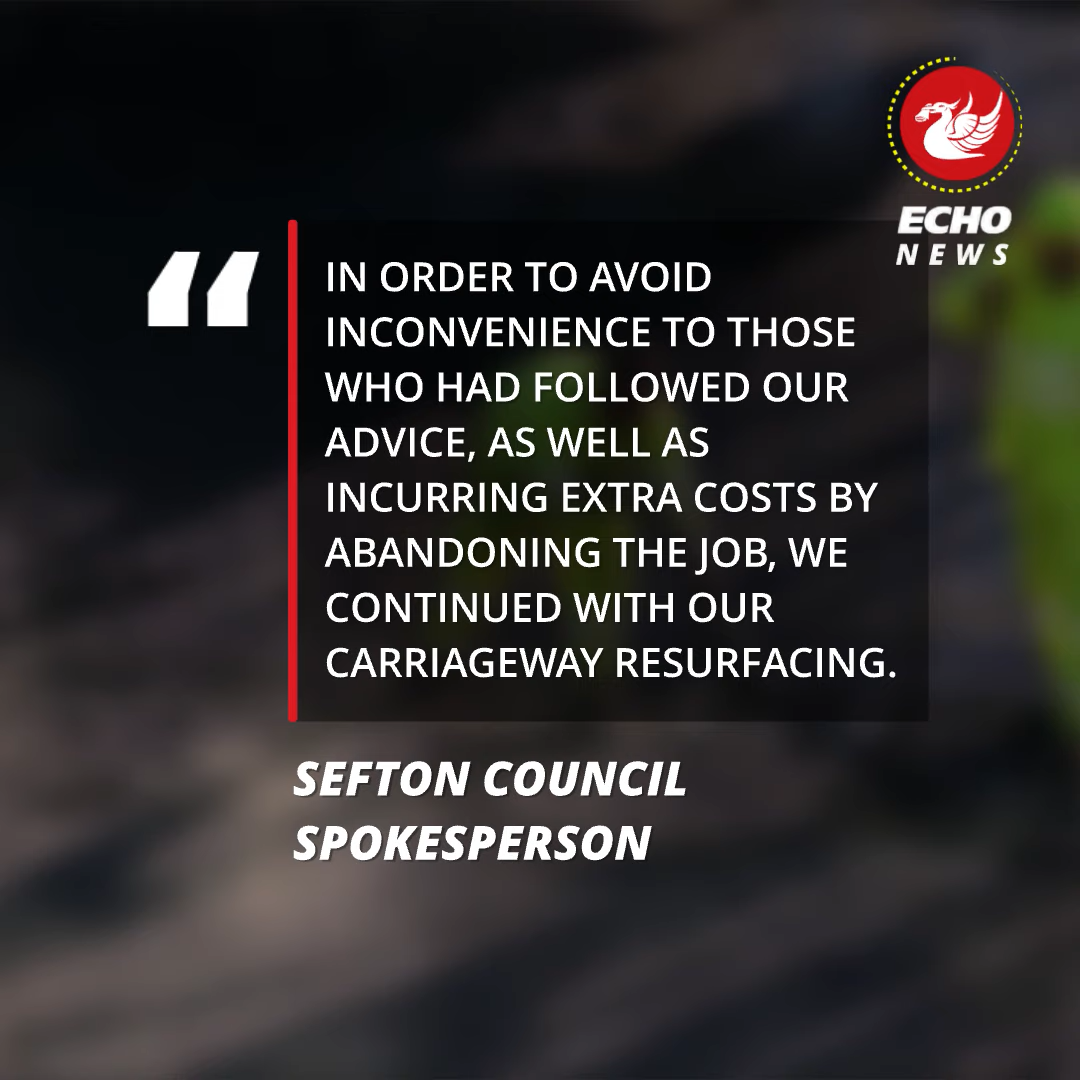 ECHO
NEWS
“
IN ORDER TO AVOID
INCONVENIENCE TO THOSE
WHO HAD FOLLOWED OUR
ADVICE, AS WELL AS
INCURRING EXTRA COSTS BY
ABANDONING THE JOB, WE
CONTINUED WITH OUR
CARRIAGEWAY RESURFACING.
SEFTON COUNCIL
SPOKESPERSON